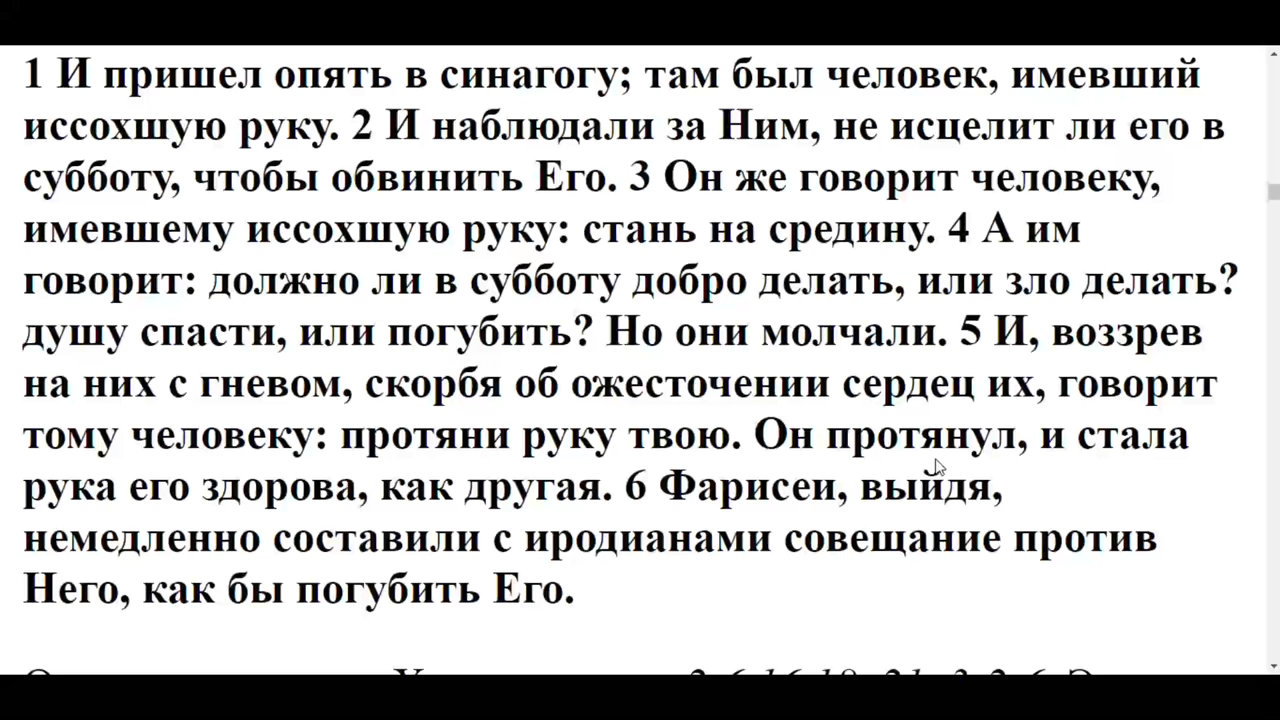 1 И пришел опять в синагогу; там был человек, имевший
иссохшую руку. 2 И наблюдали за Ним, не исцелит ли его в
субботу, чтобы обвинить Его. 3 Он же говорит человеку,
имевшему иссохшую руку: стань на средину. 4 А им
говорит: должно ли в субботу добро делать, или зло делать?
душу спасти, или погубить? Но они молчали. 5 И, воззрев
на них с гневом, скорбя об ожесточении сердец их, говорит
тому человеку: протяни руку твою. Он протянул, и стала
рука его здорова, как другая. 6 Фарисеи, выйдя,
немедленно составили с иродианами совещание против
Него, как бы погубить Его.